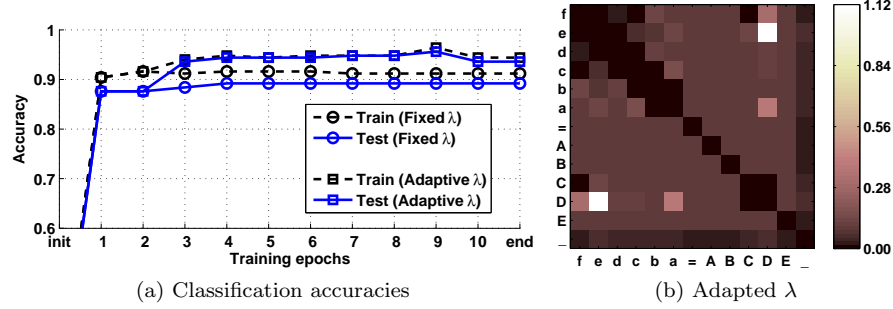 1
0.9
0.8
0.7
0.6
Accuracy
init 1 2 3 4 5 6 7 8 9 10 end
Training epochs
Train (Fixed λ)
Test (Fixed λ)
Train (Adaptive λ)
Test (Adaptive λ)
(a) Classification accuracies
f
e
d
c
b
a
=
A
B
C
D
E
_
f e d c b a = A B C D E _
1.12
0.84
0.56
0.28
0.00
(b) Adapted λ